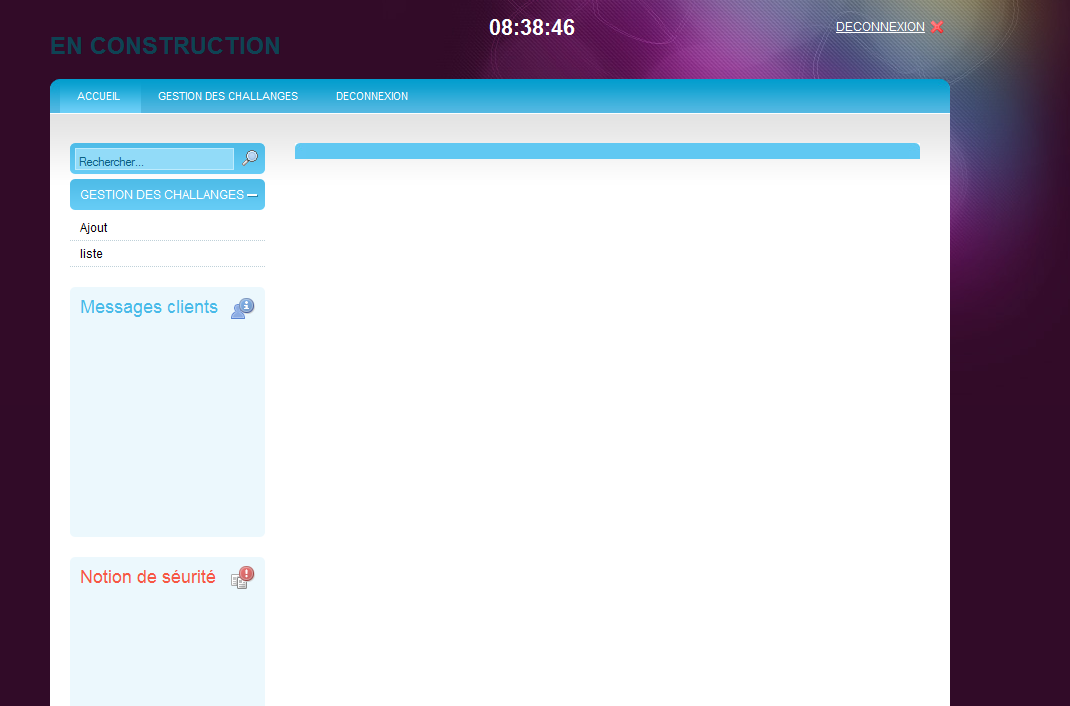 08:38:46
DECONNEXION
EN CONSTRUCTION
ACCUEIL GESTION DES CHALLANGES DECONNEXION
Rechercher...
GESTION DES CHALLANGES
Ajout
liste
Messages clients
Notion de séurité